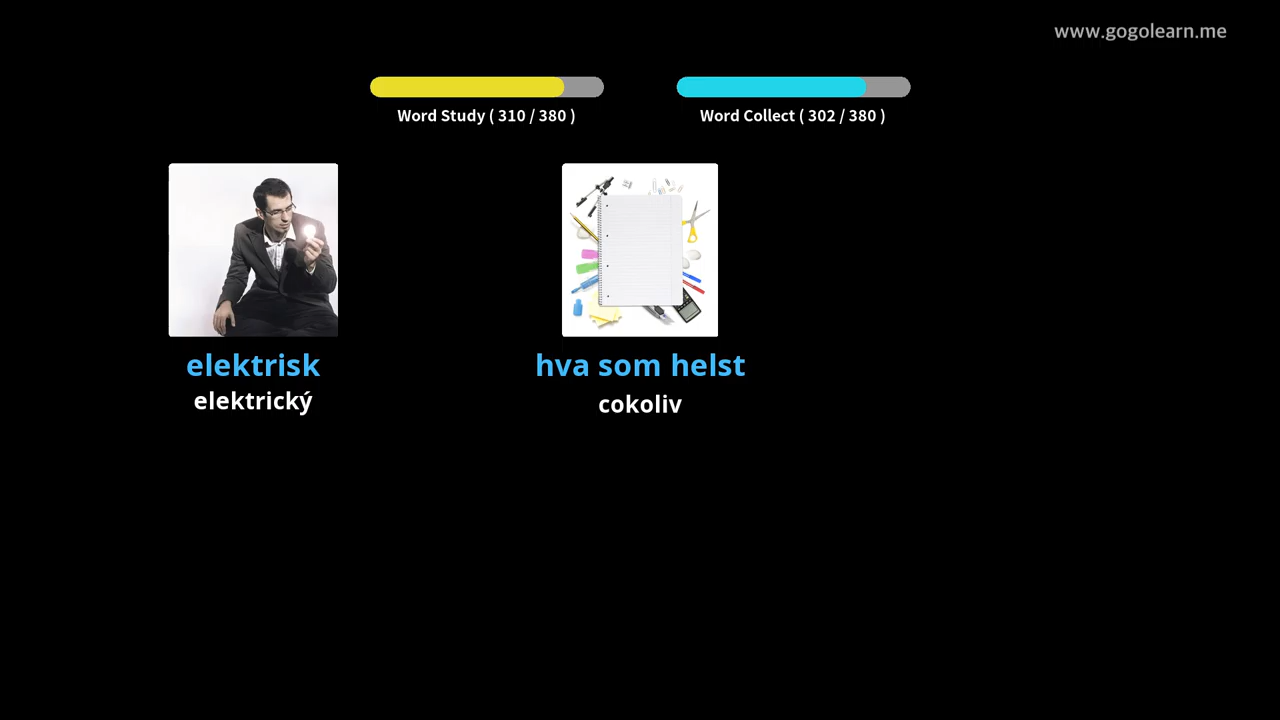 www.gogolearn.me
Word Study ( 310 / 380 )
Word Collect ( 302 / 380 )
elektrisk
elektrický
hva som helst
cokoliv